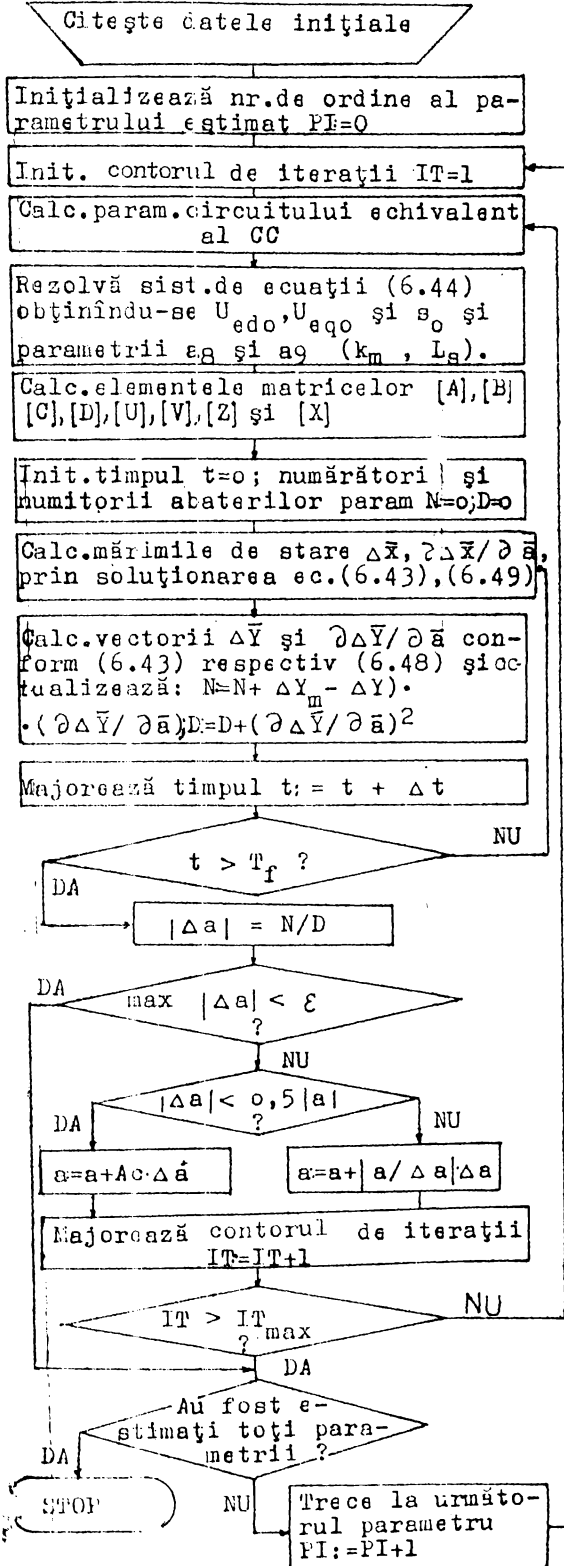 Citeşte datele iniţiale
Iniţializează nr.de ordine al pa-
rametrului estimat PI=0
Init. contorul de iteraţii IT=1
Calc.param.circuitului echivalent
al CC
Rezolvă sist.de ecuaţii (6.44)
obţinîndu-se U_edo, U_eqo şi s_o şi
parametrii a8 şi a9 (k_m , L_s).
Calc.elementele matricelor [A],[B]
[C],[D],[U],[V],[Z] şi [X]
Init.timpul t=o; numărători şi
numitorii abaterilor param N=o;D=o
Calc.mărimile de stare Δx̄, ∂Δx̄/∂ā,
prin soluţionarea ec.(6.43),(6.49)
Calc.vectorii ΔȲ şi ∂ΔȲ/∂ā con-
form (6.43) respectiv (6.48) şi ac-
tualizează: N=N+ ΔY_m - ΔY)·
·(∂ΔȲ/∂ā);D=D+(∂ΔȲ/∂ā)²
Majorează timpul t: = t + Δt
t > T_f ?
NU
DA
|Δa| = N/D
DA
max |Δa| < ε
?
NU
|Δa| < o,5|a|
?
DA
NU
a=a+Ac·Δá
a=a+|a/Δa|Δa
Majorează contorul de iteraţii
IT=IT+1
IT > IT_max
?
NU
DA
Au fost e-
stimaţi toţi para-
metrii ?
DA
STOP
NU
Trece la următo-
rul parametru
PI:=PI+1